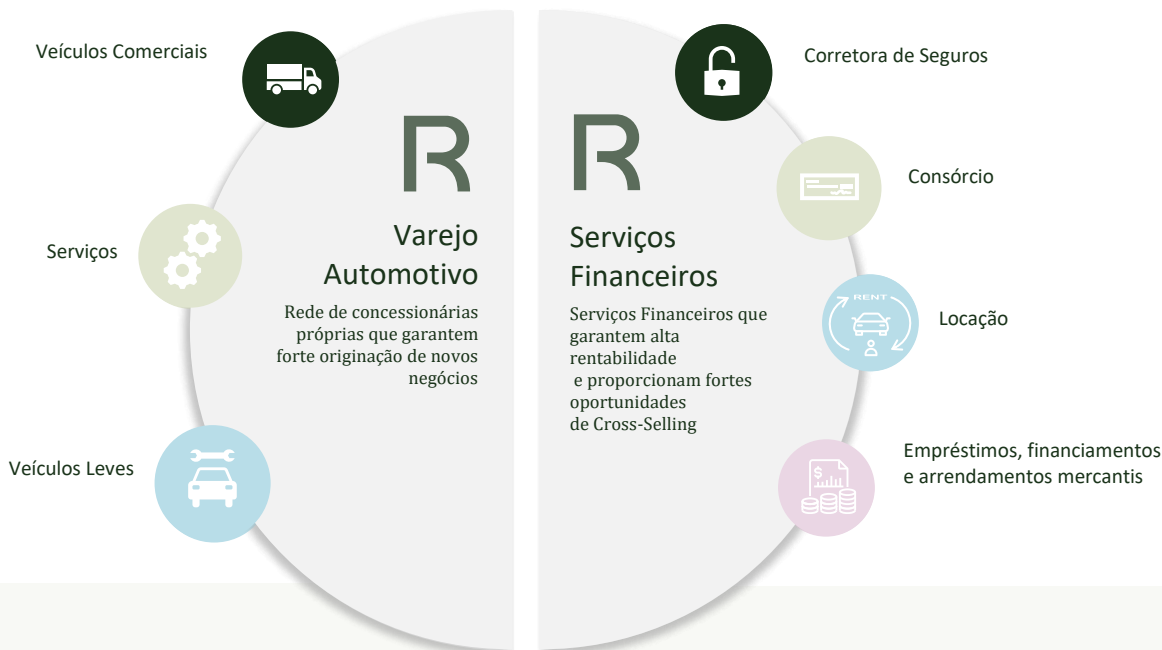 Veículos Comerciais
Serviços
Veículos Leves
R
Varejo
Automotivo
Rede de concessionárias
próprias que garantem
forte originação de novos
negócios
R
Serviços
Financeiros
Serviços Financeiros que
garantem alta
rentabilidade
e proporcionam fortes
oportunidades
de Cross-Selling
Corretora de Seguros
Consórcio
RENT
Locação
$
Empréstimos, financiamentos
e arrendamentos mercantis